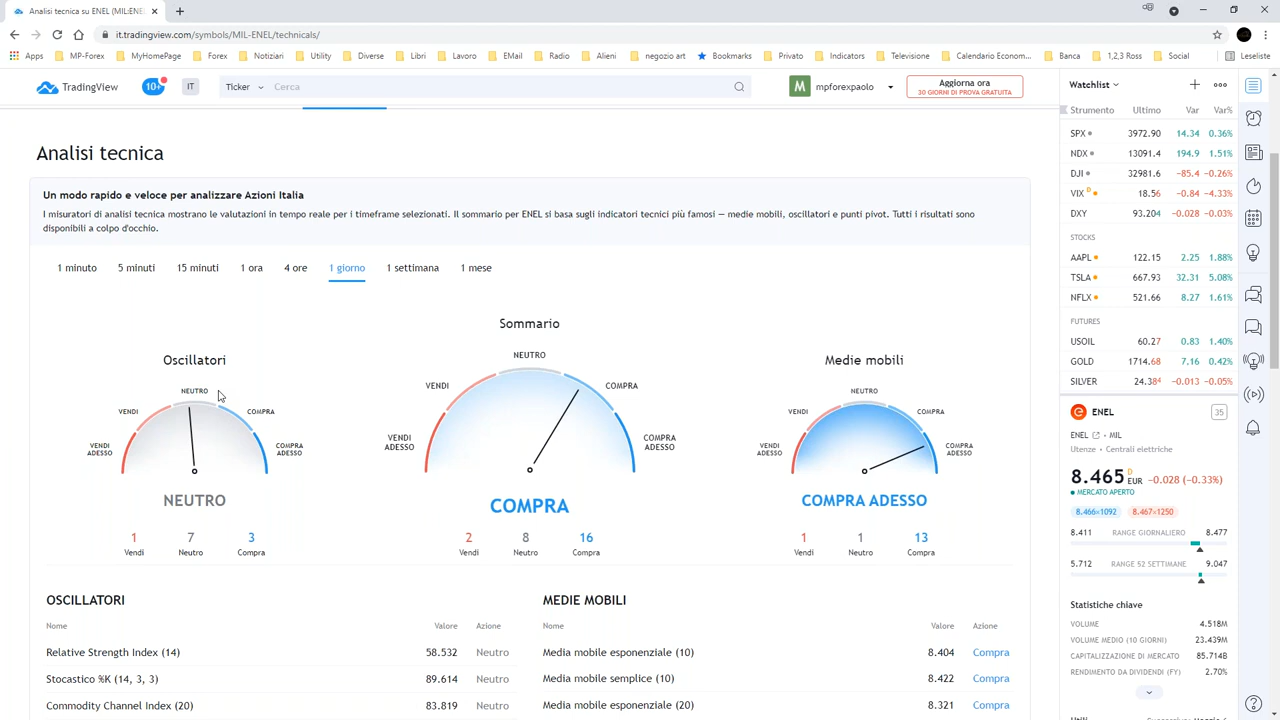 Analisi tecnica su ENEL (MIL:ENEL
it.tradingview.com/symbols/MIL-ENEL/technicals/
Apps MP-Forex MyHomePage Forex Notiziari Utility Diverse Libri Lavoro EMail Radio Alieni negozio art Bookmarks Privato Indicators Televisione Calendario Econom... Banca 1,2,3 Ross Social Leseliste
TradingView 10+ IT Ticker Cerca M mpforexpaolo Aggiorna ora
30 GIORNI DI PROVA GRATUITA
Analisi tecnica
Un modo rapido e veloce per analizzare Azioni Italia
I misuratori di analisi tecnica mostrano le valutazioni in tempo reale per i timeframe selezionati. Il sommario per ENEL si basa sugli indicatori tecnici più famosi — medie mobili, oscillatori e punti pivot. Tutti i risultati sono
disponibili a colpo d'occhio.
1 minuto 5 minuti 15 minuti 1 ora 4 ore 1 giorno 1 settimana 1 mese
Oscillatori
NEUTRO
VENDI COMPRA
VENDI ADESSO COMPRA ADESSO
NEUTRO
1 7 3
Vendi Neutro Compra
Sommario
NEUTRO
VENDI COMPRA
VENDI ADESSO COMPRA ADESSO
COMPRA
2 8 16
Vendi Neutro Compra
Medie mobili
NEUTRO
VENDI COMPRA
VENDI ADESSO COMPRA ADESSO
COMPRA ADESSO
1 1 13
Vendi Neutro Compra
OSCILLATORI
Nome Valore Azione
Relative Strength Index (14) 58.532 Neutro
Stocastico %K (14, 3, 3) 89.614 Neutro
Commodity Channel Index (20) 83.819 Neutro
MEDIE MOBILI
Nome Valore Azione
Media mobile esponenziale (10) 8.404 Compra
Media mobile semplice (10) 8.422 Compra
Media mobile esponenziale (20) 8.321 Compra
Watchlist
Strumento Ultimo Var Var%
SPX 3972.90 14.34 0.36%
NDX 13091.4 194.9 1.51%
DJI 32981.6 −85.4 −0.26%
VIX D 18.56 −0.84 −4.33%
DXY 93.204 −0.028 −0.03%
STOCKS
AAPL 122.15 2.25 1.88%
TSLA 667.93 32.31 5.08%
NFLX 521.66 8.27 1.61%
FUTURES
USOIL 60.27 0.83 1.40%
GOLD 1714.68 7.16 0.42%
SILVER 24.384 −0.013 −0.05%
ENEL 35
ENEL • MIL
Utenze • Centrali elettriche
8.465 D EUR −0.028 (−0.33%)
MERCATO APERTO
8.466×1092 8.467×1250
8.411 RANGE GIORNALIERO 8.477
5.712 RANGE 52 SETTIMANE 9.047
Statistiche chiave
VOLUME 4.518M
VOLUME MEDIO (10 GIORNI) 23.439M
CAPITALIZZAZIONE DI MERCATO 85.714B
RENDIMENTO DA DIVIDENDI (FY) 2.70%